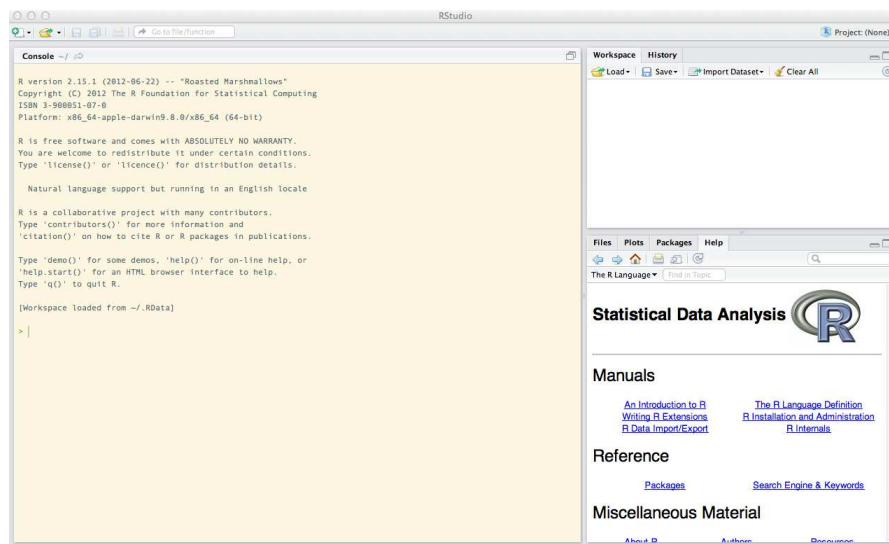 RStudio
Go to file/function
Project: (None)
Console ~/
R version 2.15.1 (2012-06-22) -- "Roasted Marshmallows"
Copyright (C) 2012 The R Foundation for Statistical Computing
ISBN 3-900051-07-0
Platform: x86_64-apple-darwin9.8.0/x86_64 (64-bit)
R is free software and comes with ABSOLUTELY NO WARRANTY.
You are welcome to redistribute it under certain conditions.
Type 'license()' or 'licence()' for distribution details.
Natural language support but running in an English locale
R is a collaborative project with many contributors.
Type 'contributors()' for more information and
'citation()' on how to cite R or R packages in publications.
Type 'demo()' for some demos, 'help()' for on-line help, or
'help.start()' for an HTML browser interface to help.
Type 'q()' to quit R.
[Workspace loaded from ~/.RData]
>
Workspace History
Load Save Import Dataset Clear All
Files Plots Packages Help
The R Language Find in Topic
Statistical Data Analysis R
Manuals
An Introduction to R The R Language Definition
Writing R Extensions R Installation and Administration
R Data Import/Export R Internals
Reference
Packages Search Engine & Keywords
Miscellaneous Material
About R Authors Resources